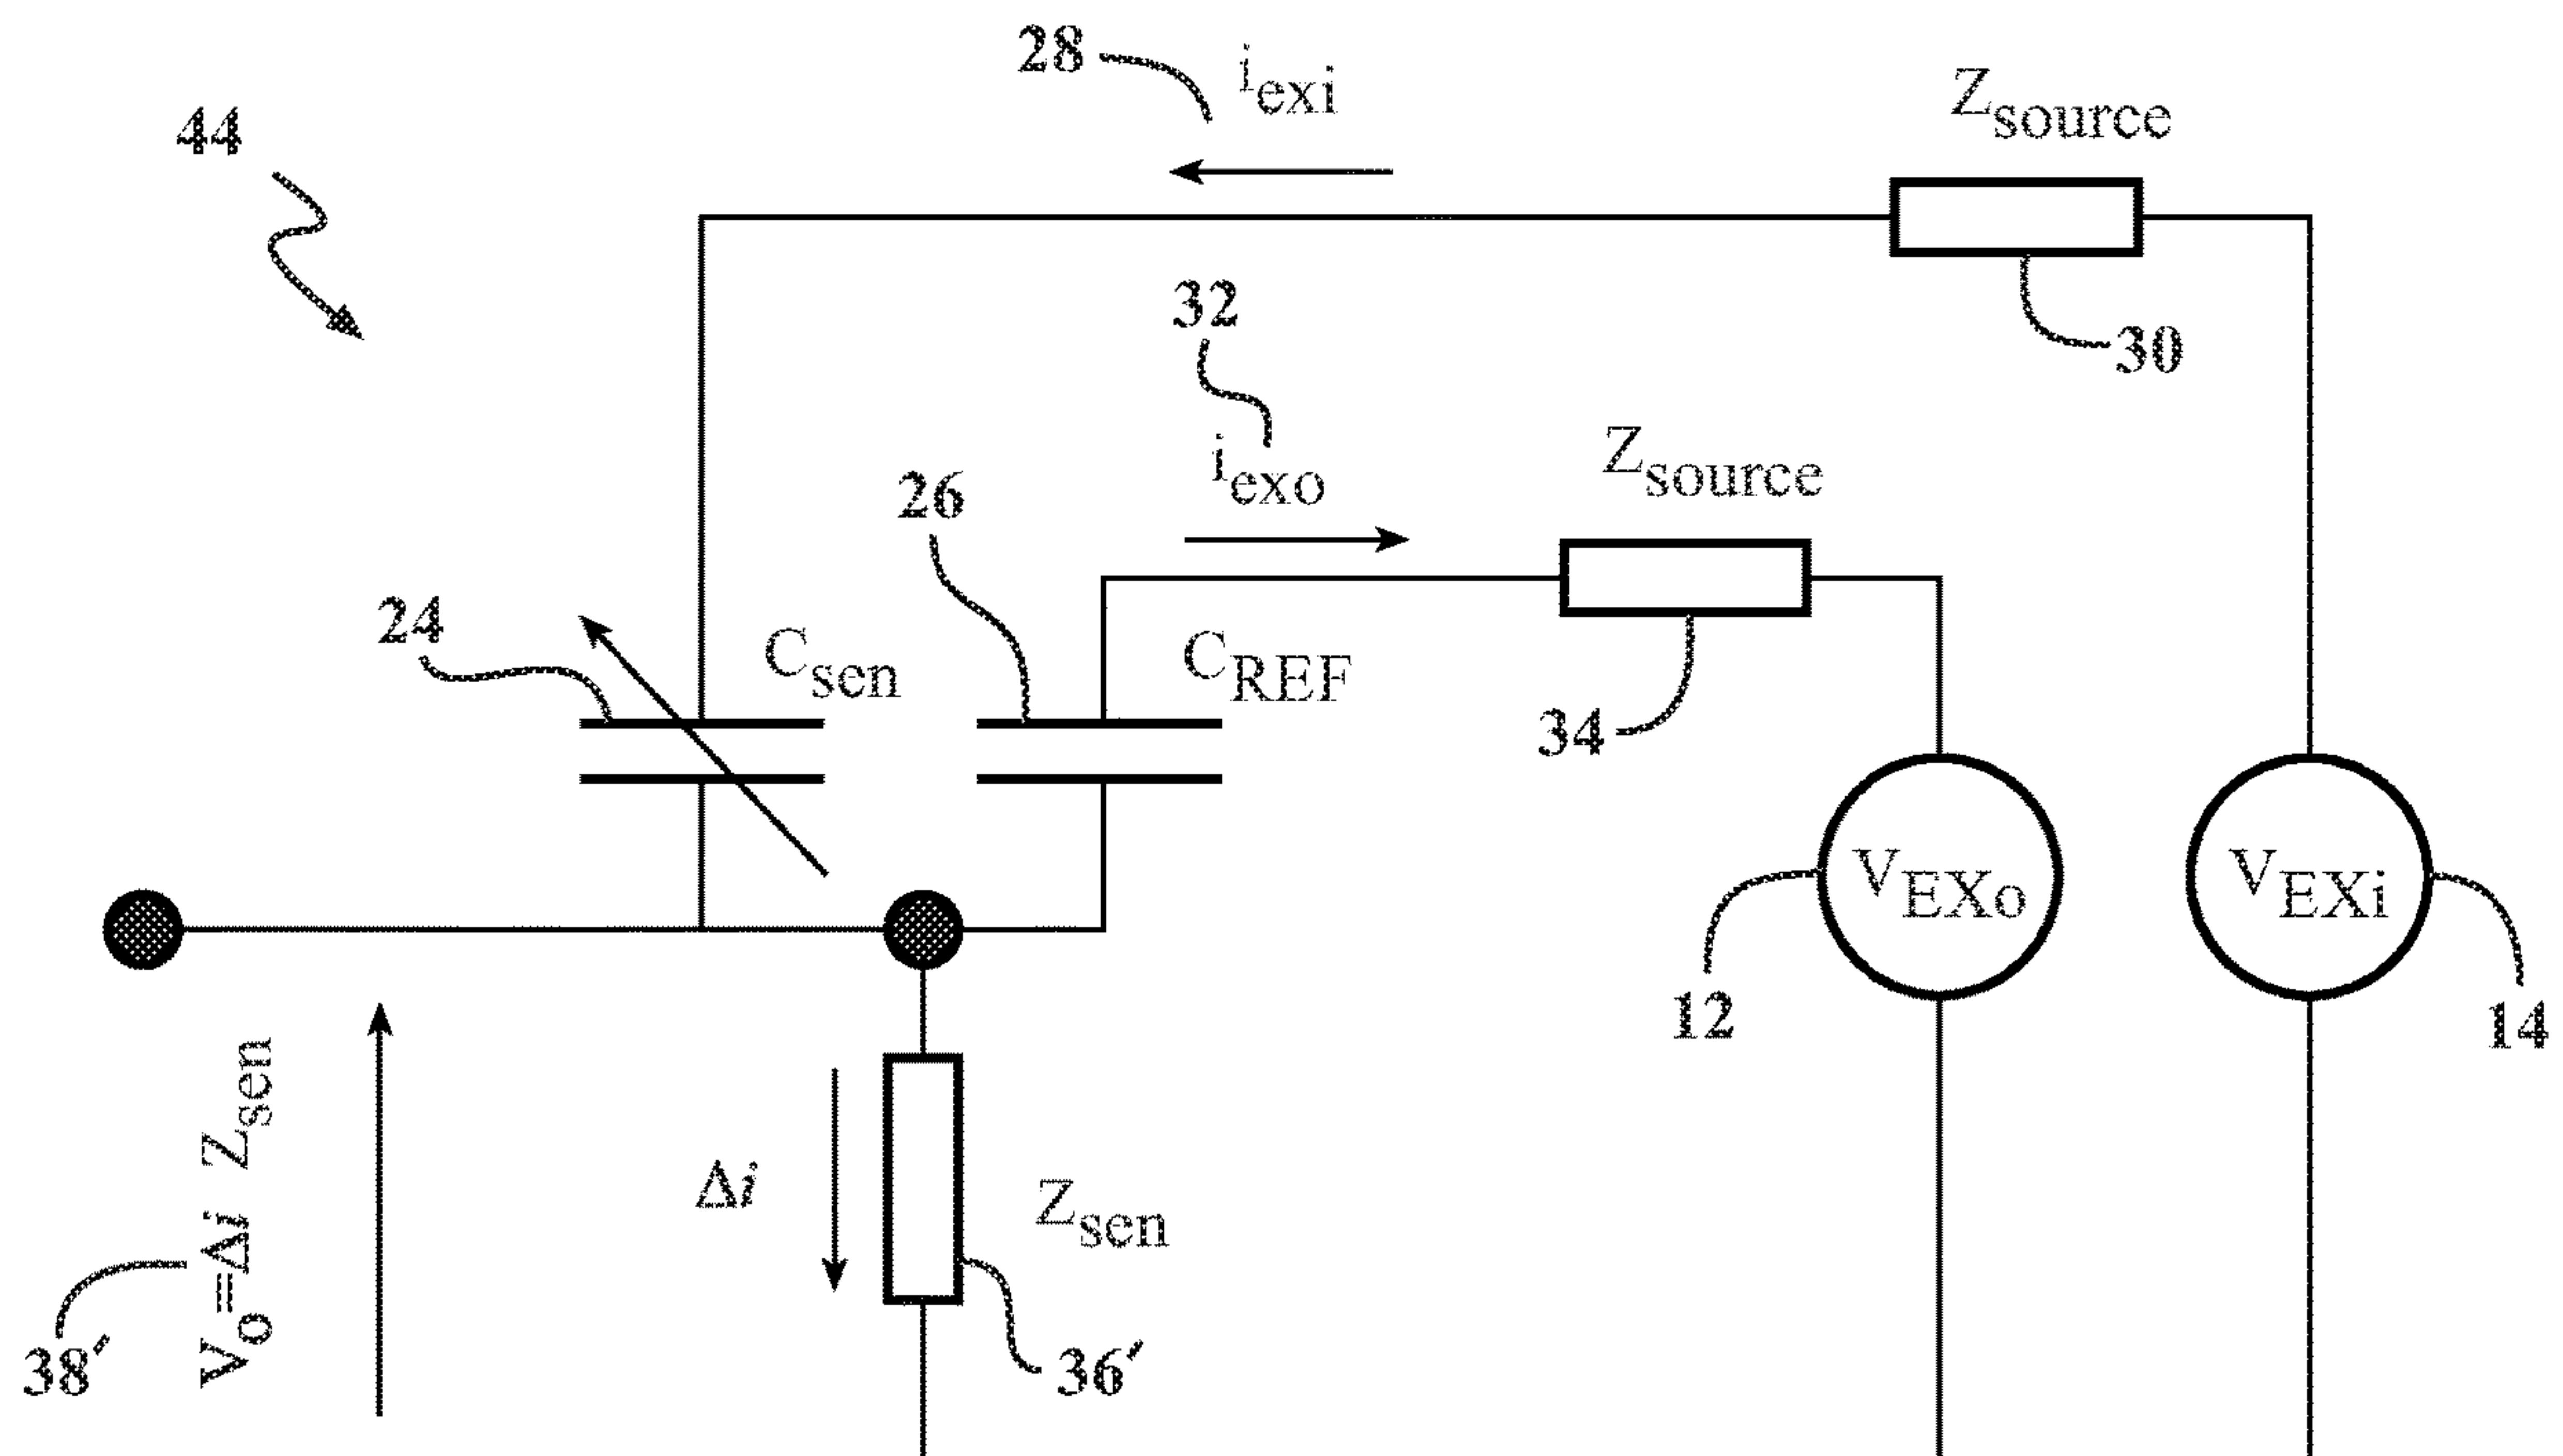 28
i_exi
44
Z_source
30
32
i_exo
Z_source
26
24
C_sen
C_REF
34
V_EXo
V_EXi
12
14
V_o=Δi Z_sen
Δi
Z_sen
38′
36′